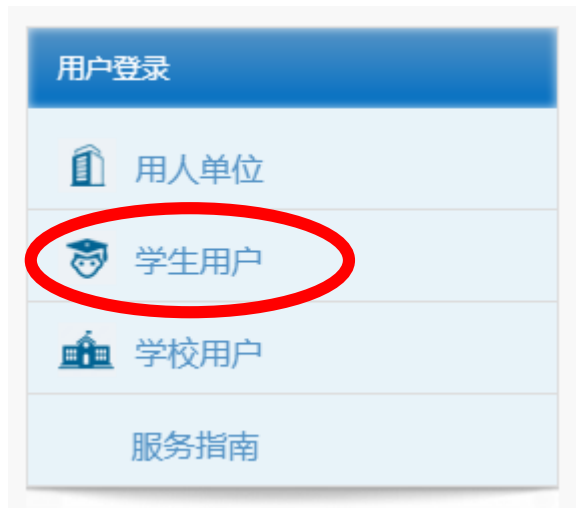 用户登录
用人单位
学生用户
学校用户
服务指南